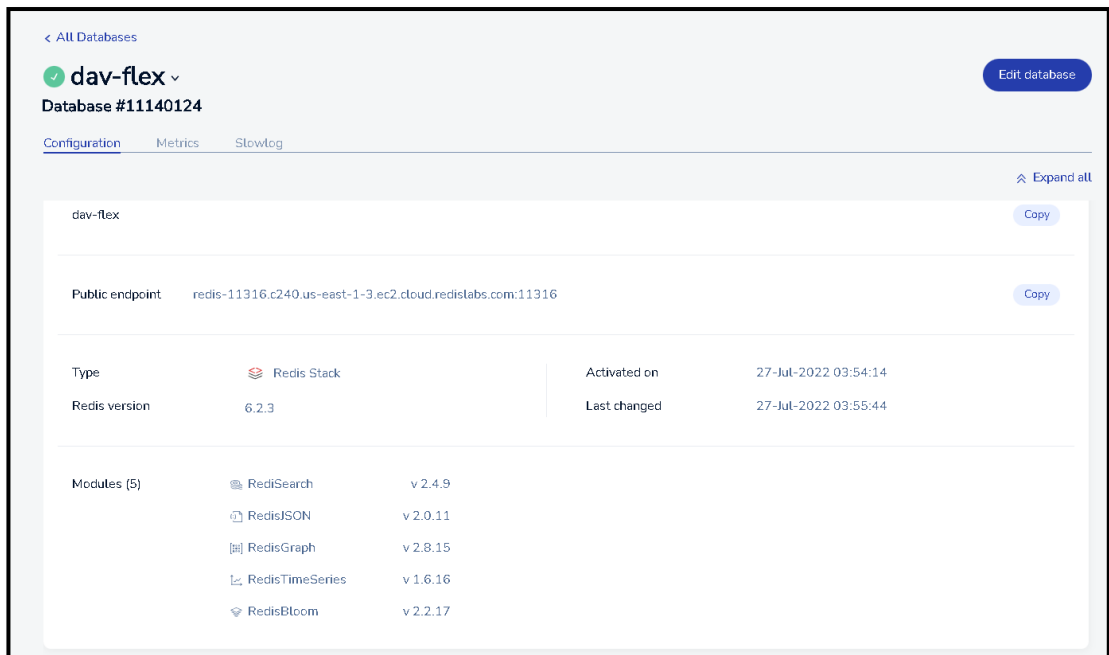 All Databases
dav-flex
Edit database
Database #11140124
Configuration Metrics Slowlog
Expand all
dav-flex Copy
Public endpoint redis-11316.c240.us-east-1-3.ec2.cloud.redislabs.com:11316 Copy
Type Redis Stack Activated on 27-Jul-2022 03:54:14
Redis version 6.2.3 Last changed 27-Jul-2022 03:55:44
Modules (5) RediSearch v 2.4.9
RedisJSON v 2.0.11
RedisGraph v 2.8.15
RedisTimeSeries v 1.6.16
RedisBloom v 2.2.17